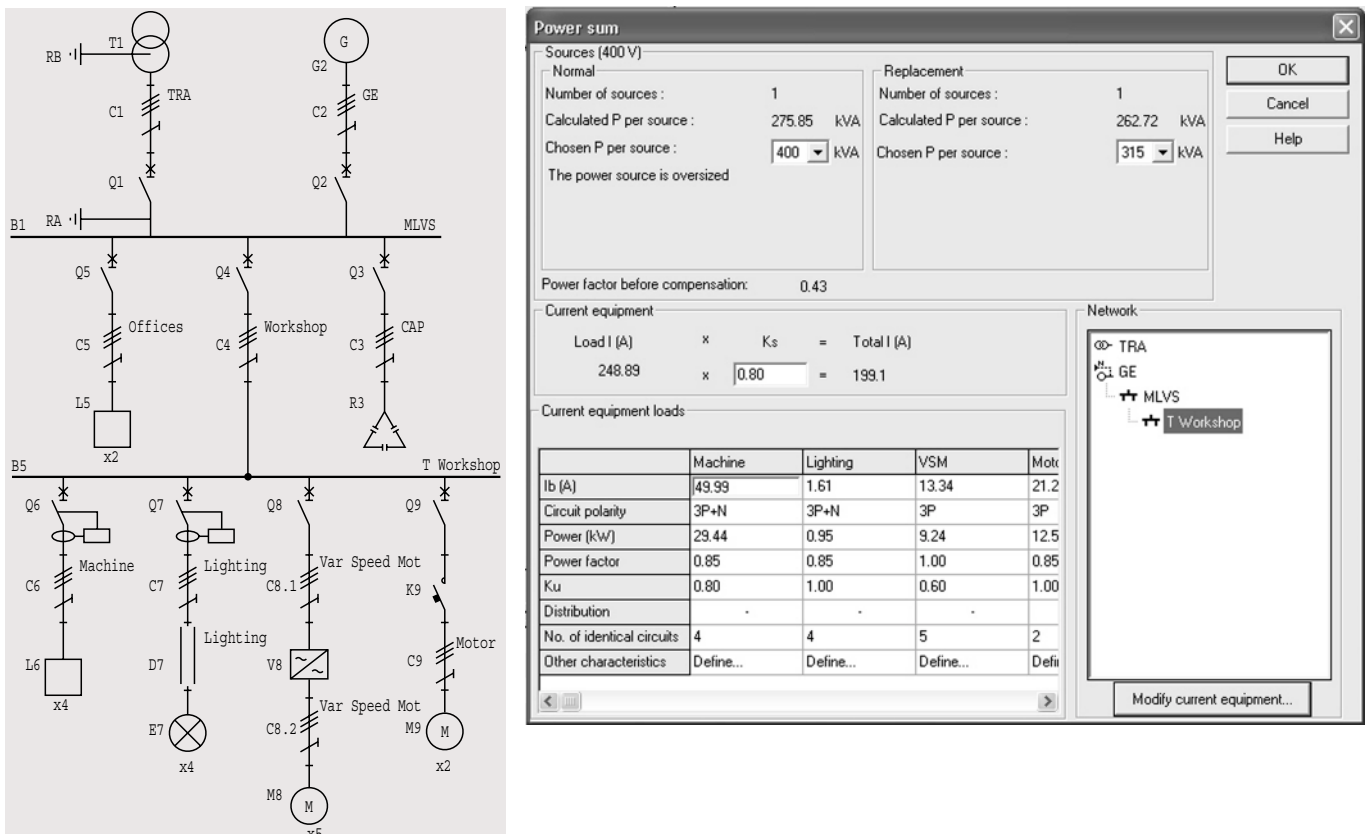 T1
RB
C1
TRA
Q1
G
G2
C2
GE
Q2
B1
RA
MLVS
Q5
Q4
Q3
Offices
Workshop
CAP
C5
C4
C3
L5
R3
x2
B5
T Workshop
Q6
Q7
Q8
Q9
Machine
Lighting
Var Speed Mot
C6
C7
C8.1
K9
Lighting
Motor
L6
D7
V8
C9
x4
Var Speed Mot
E7
C8.2
M9
M
x4
x2
M8
M
x5
Power sum
Sources (400 V)
Normal
Number of sources : 1
Calculated P per source : 275.85 kVA
Chosen P per source : 400 kVA
The power source is oversized
Replacement
Number of sources : 1
Calculated P per source : 262.72 kVA
Chosen P per source : 315 kVA
OK
Cancel
Help
Power factor before compensation: 0.43
Current equipment
Load I (A) x Ks = Total I (A)
248.89 x 0.80 = 199.1
Current equipment loads
Machine Lighting VSM Moto
Ib (A) 49.99 1.61 13.34 21.2
Circuit polarity 3P+N 3P+N 3P 3P
Power (kW) 29.44 0.95 9.24 12.5
Power factor 0.85 0.85 1.00 0.85
Ku 0.80 1.00 0.60 1.00
Distribution - - -
No. of identical circuits 4 4 5 2
Other characteristics Define... Define... Define... Defi
Network
TRA
N
GE
MLVS
T Workshop
Modify current equipment...